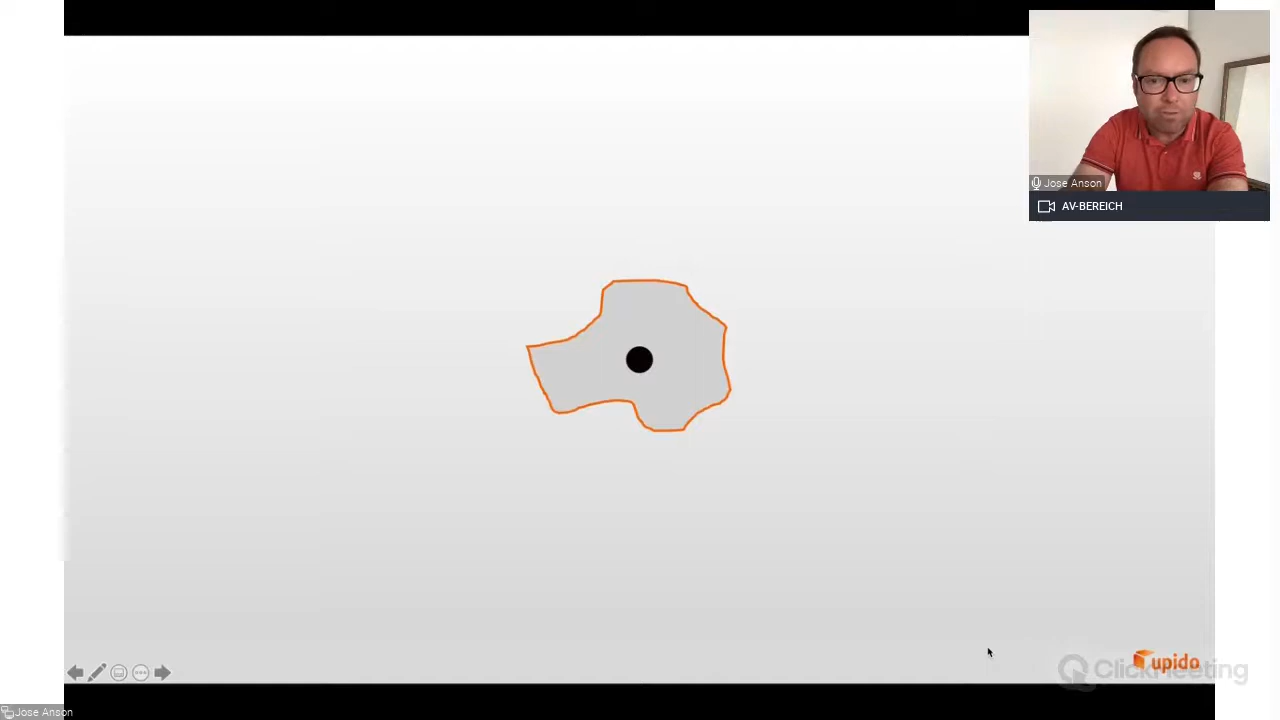 Jose Anson
AV-BEREICH
upido
ClickMeeting
Jose Anson